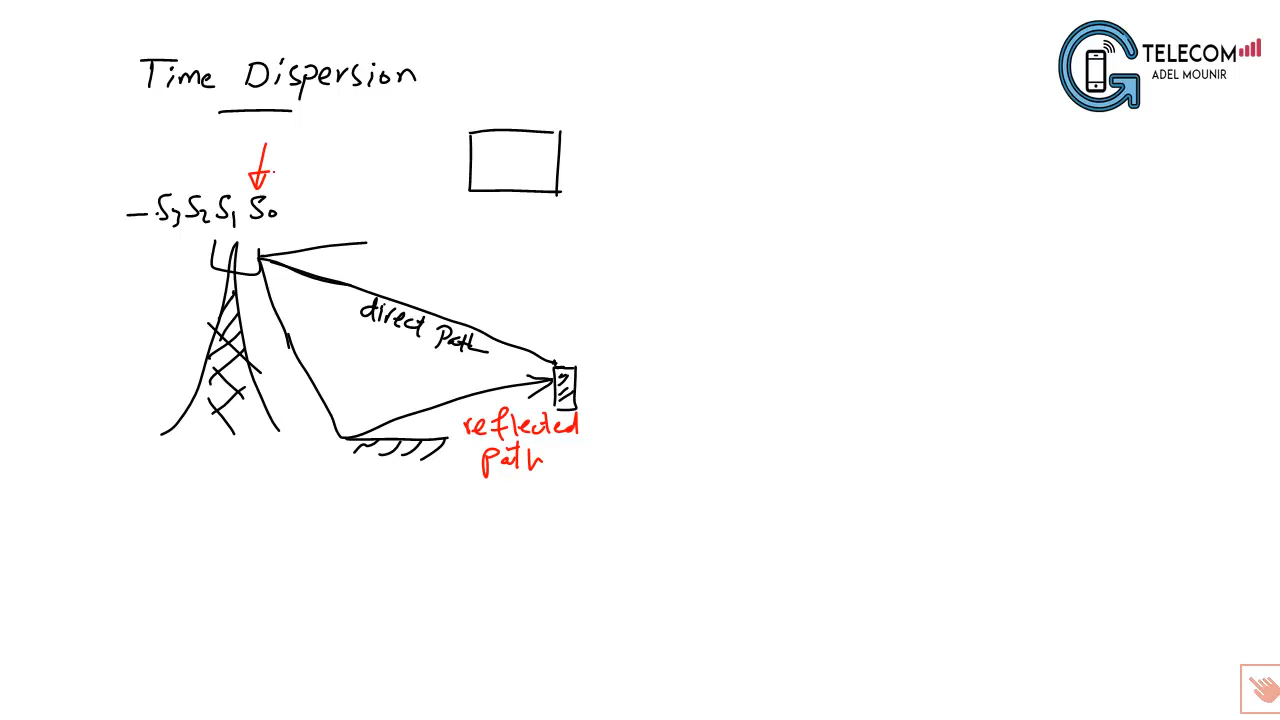 Time Dispersion
TELECOM
ADEL MOUNIR
S3 S2 S1 S0
direct path
reflected
path